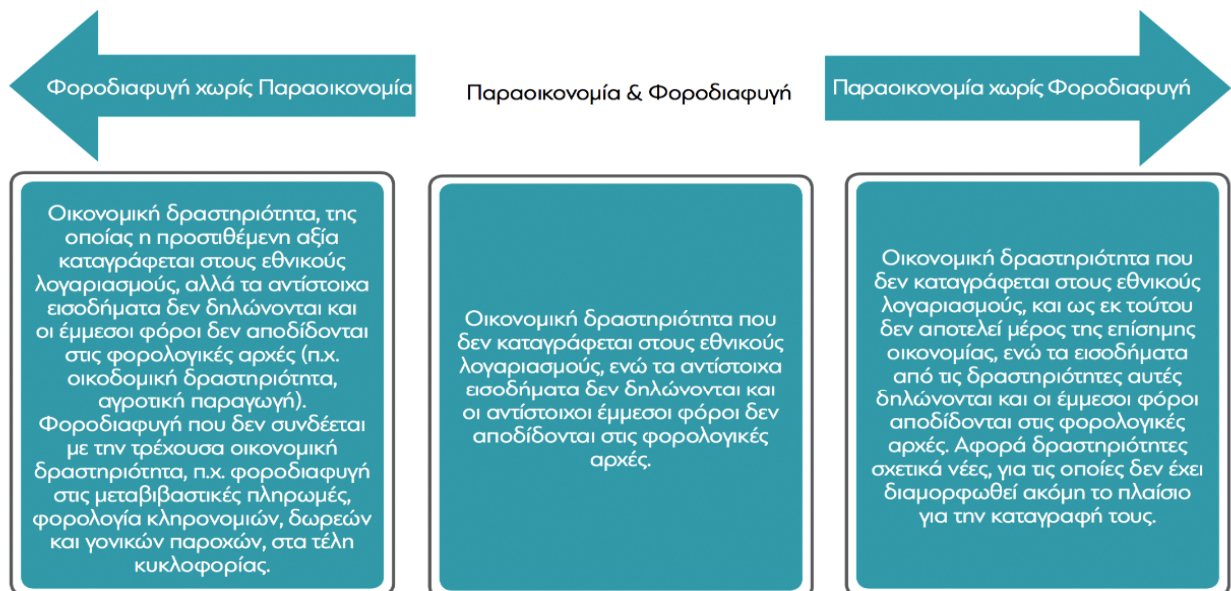 Φοροδιαφυγή χωρίς Παραοικονομία
Παραοικονομία & Φοροδιαφυγή
Παραοικονομία χωρίς Φοροδιαφυγή
Οικονομική δραστηριότητα, της
οποίας η προστιθέμενη αξία
καταγράφεται στους εθνικούς
λογαριασμούς, αλλά τα αντίστοιχα
εισοδήματα δεν δηλώνονται και
οι έμμεσοι φόροι δεν αποδίδονται
στις φορολογικές αρχές (π.χ.
οικοδομική δραστηριότητα,
αγροτική παραγωγή).
Φοροδιαφυγή που δεν συνδέεται
με την τρέχουσα οικονομική
δραστηριότητα, π.χ. φοροδιαφυγή
στις μεταβιβαστικές πληρωμές,
φορολογία κληρονομιών, δωρεών
και γονικών παροχών, στα τέλη
κυκλοφορίας.
Οικονομική δραστηριότητα που
δεν καταγράφεται στους εθνικούς
λογαριασμούς, ενώ τα αντίστοιχα
εισοδήματα δεν δηλώνονται και
οι αντίστοιχοι έμμεσοι φόροι δεν
αποδίδονται στις φορολογικές
αρχές.
Οικονομική δραστηριότητα που
δεν καταγράφεται στους εθνικούς
λογαριασμούς, και ως εκ τούτου
δεν αποτελεί μέρος της επίσημης
οικονομίας, ενώ τα εισοδήματα
από τις δραστηριότητες αυτές
δηλώνονται και οι έμμεσοι φόροι
αποδίδονται στις φορολογικές
αρχές. Αφορά δραστηριότητες
σχετικά νέες, για τις οποίες δεν έχει
διαμορφωθεί ακόμη το πλαίσιο
για την καταγραφή τους.